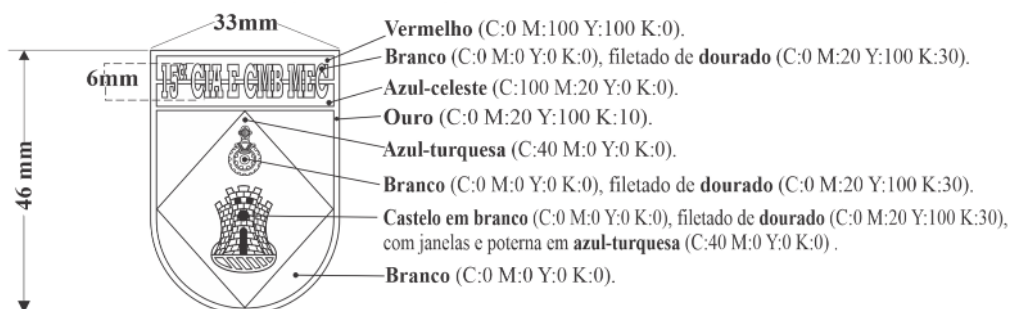 33mm
Vermelho (C:0 M:100 Y:100 K:0).
Branco (C:0 M:0 Y:0 K:0), filetado de dourado (C:0 M:20 Y:100 K:30).
6mm
15ª CIA E CMB MEC
Azul-celeste (C:100 M:20 Y:0 K:0).
Ouro (C:0 M:20 Y:100 K:10).
Azul-turquesa (C:40 M:0 Y:0 K:0).
46 mm
Branco (C:0 M:0 Y:0 K:0), filetado de dourado (C:0 M:20 Y:100 K:30).
Castelo em branco (C:0 M:0 Y:0 K:0), filetado de dourado (C:0 M:20 Y:100 K:30),
com janelas e poterna em azul-turquesa (C:40 M:0 Y:0 K:0) .
Branco (C:0 M:0 Y:0 K:0).